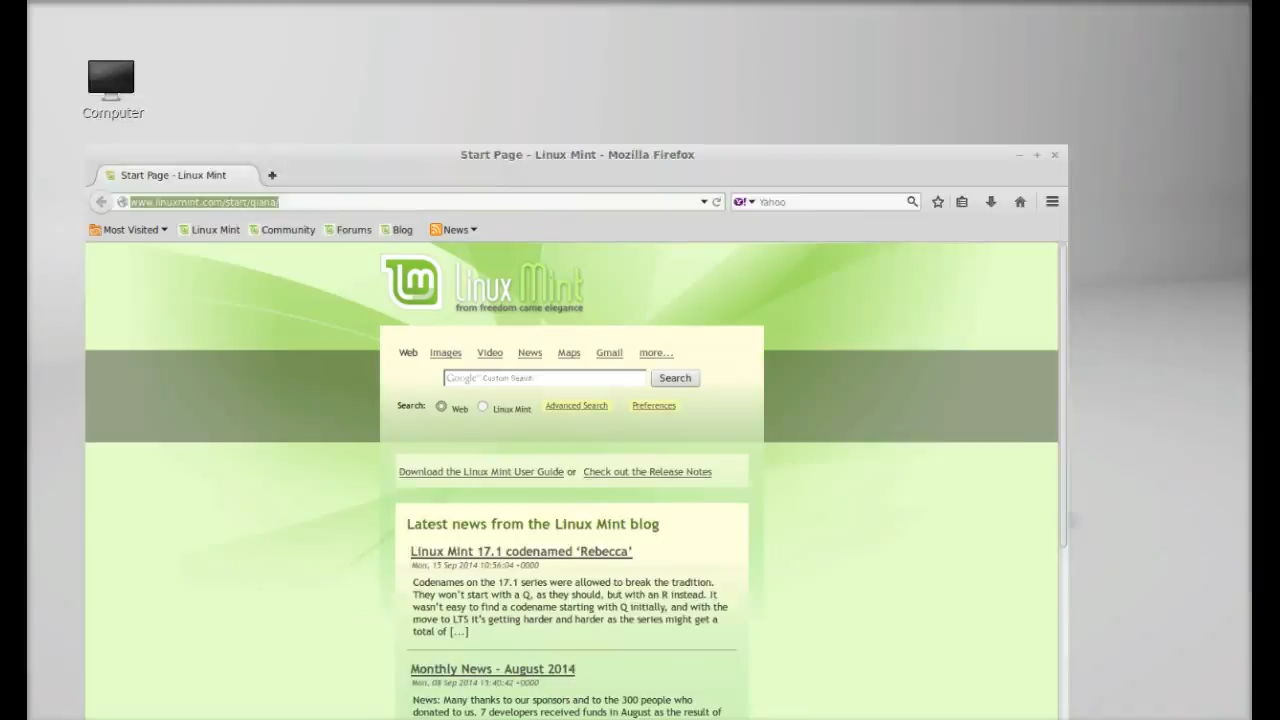 Computer
Start Page - Linux Mint - Mozilla Firefox
Start Page - Linux Mint
www.linuxmint.com/start/qiana/
Yahoo
Most Visited
Linux Mint
Community
Forums
Blog
News
Linux Mint
from freedom came elegance
Web Images Video News Maps Gmail more...
Google™ Custom Search
Search
Search: Web Linux Mint Advanced Search Preferences
Download the Linux Mint User Guide or Check out the Release Notes
Latest news from the Linux Mint blog
Linux Mint 17.1 codenamed ‘Rebecca’
Mon, 15 Sep 2014 10:56:04 +0000
Codenames on the 17.1 series were allowed to break the tradition.
They won’t start with a Q, as they should, but with an R instead. It
wasn’t easy to find a codename starting with Q initially, and with the
move to LTS it’s getting harder and harder as the series might get a
total of [...]
Monthly News – August 2014
Mon, 08 Sep 2014 15:40:42 +0000
News: Many thanks to our sponsors and to the 300 people who
donated to us. 7 developers received funds in August as the result of